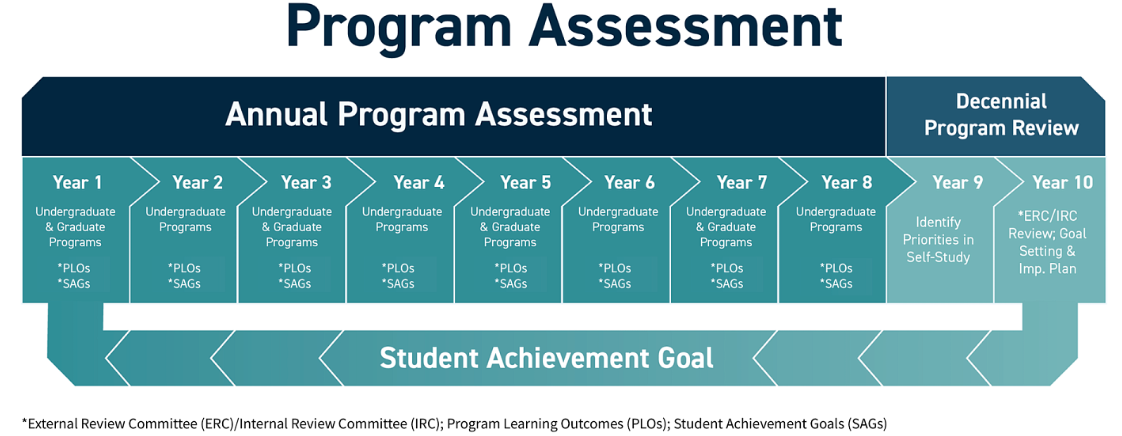 Program Assessment
Annual Program Assessment
Decennial
Program Review
Year 1
Undergraduate
& Graduate
Programs
*PLOs
*SAGs
Year 2
Undergraduate
Programs
*PLOs
*SAGs
Year 3
Undergraduate
& Graduate
Programs
*PLOs
*SAGs
Year 4
Undergraduate
Programs
*PLOs
*SAGs
Year 5
Undergraduate
& Graduate
Programs
*PLOs
*SAGs
Year 6
Undergraduate
Programs
*PLOs
*SAGs
Year 7
Undergraduate
& Graduate
Programs
*PLOs
*SAGs
Year 8
Undergraduate
Programs
*PLOs
*SAGs
Year 9
Identify
Priorities in
Self-Study
Year 10
*ERC/IRC
Review; Goal
Setting &
Imp. Plan
Student Achievement Goal
*External Review Committee (ERC)/Internal Review Committee (IRC); Program Learning Outcomes (PLOs); Student Achievement Goals (SAGs)